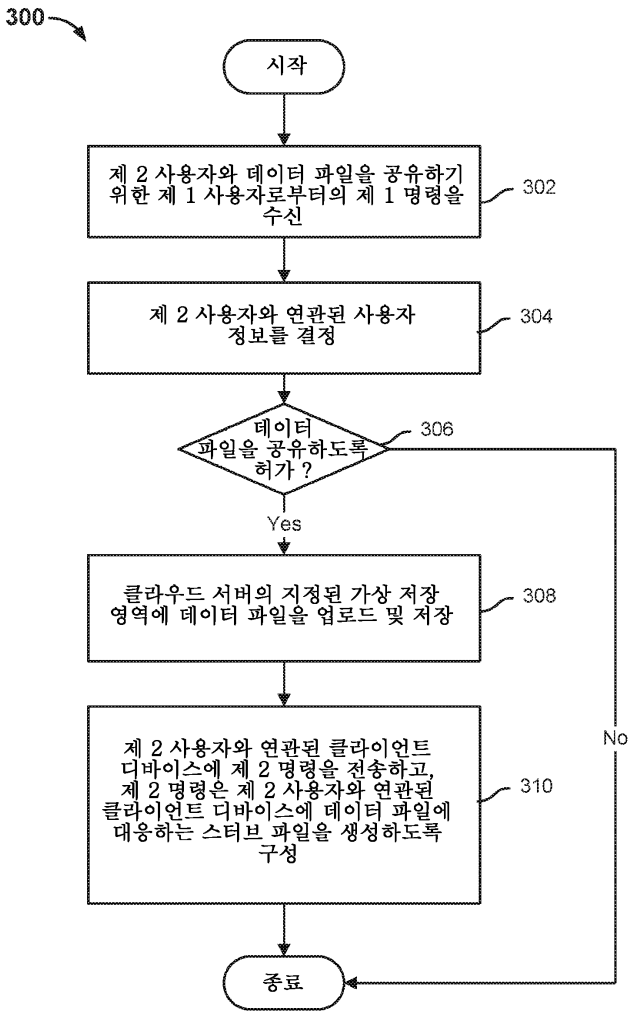 300
시작
제 2 사용자와 데이터 파일을 공유하기
위한 제 1 사용자로부터의 제 1 명령을
수신
302
제 2 사용자와 연관된 사용자
정보를 결정
304
데이터
파일을 공유하도록
허가 ?
306
Yes
클라우드 서버의 지정된 가상 저장
영역에 데이터 파일을 업로드 및 저장
308
No
제 2 사용자와 연관된 클라이언트
디바이스에 제 2 명령을 전송하고,
제 2 명령은 제 2 사용자와 연관된
클라이언트 디바이스에 데이터 파일에
대응하는 스터브 파일을 생성하도록
구성
310
종료